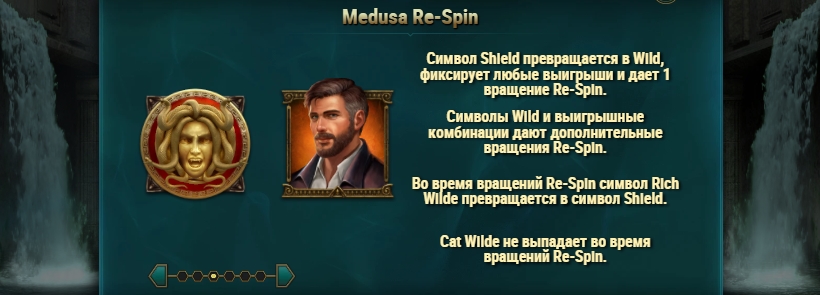 Medusa Re-Spin
Символ Shield превращается в Wild,
фиксирует любые выигрыши и дает 1
вращение Re-Spin.
Символы Wild и выигрышные
комбинации дают дополнительные
вращения Re-Spin.
Во время вращений Re-Spin символ Rich
Wilde превращается в символ Shield.
Cat Wilde не выпадает во время
вращений Re-Spin.